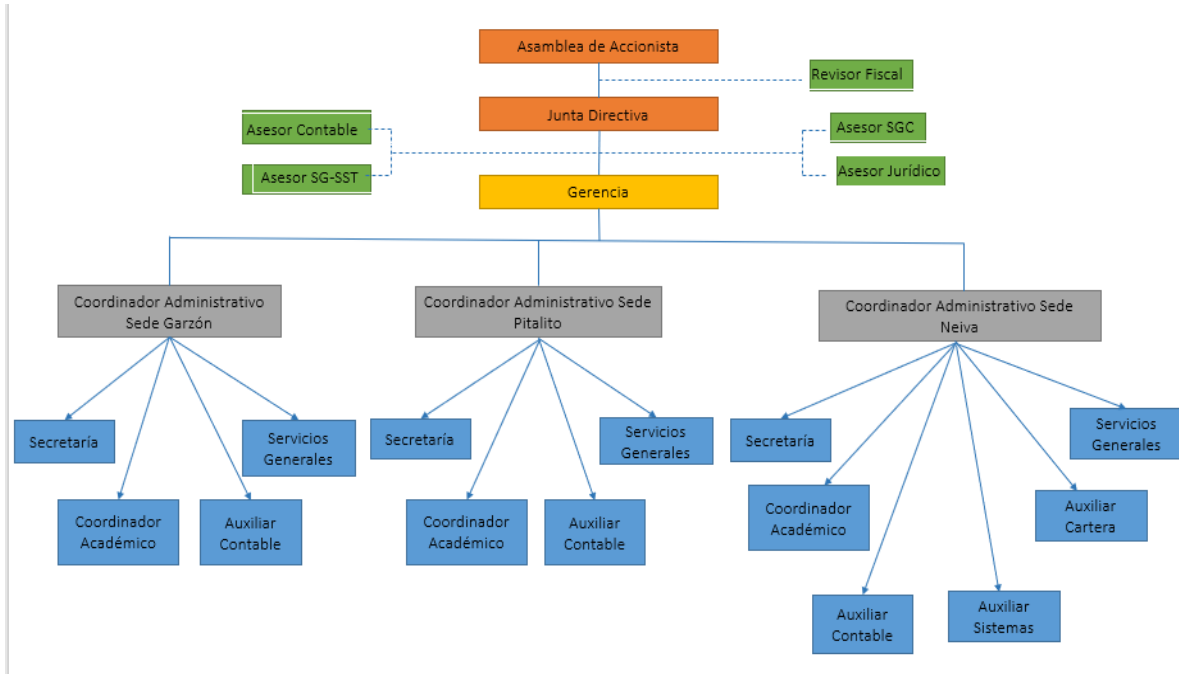 Asamblea de Accionista
Revisor Fiscal
Junta Directiva
Asesor Contable
Asesor SGC
Asesor SG-SST
Asesor Jurídico
Gerencia
Coordinador Administrativo
Sede Garzón
Coordinador Administrativo Sede
Pitalito
Coordinador Administrativo Sede
Neiva
Secretaría
Coordinador
Académico
Auxiliar
Contable
Servicios
Generales
Secretaría
Coordinador
Académico
Auxiliar
Contable
Servicios
Generales
Secretaría
Coordinador
Académico
Auxiliar
Contable
Auxiliar
Sistemas
Auxiliar
Cartera
Servicios
Generales